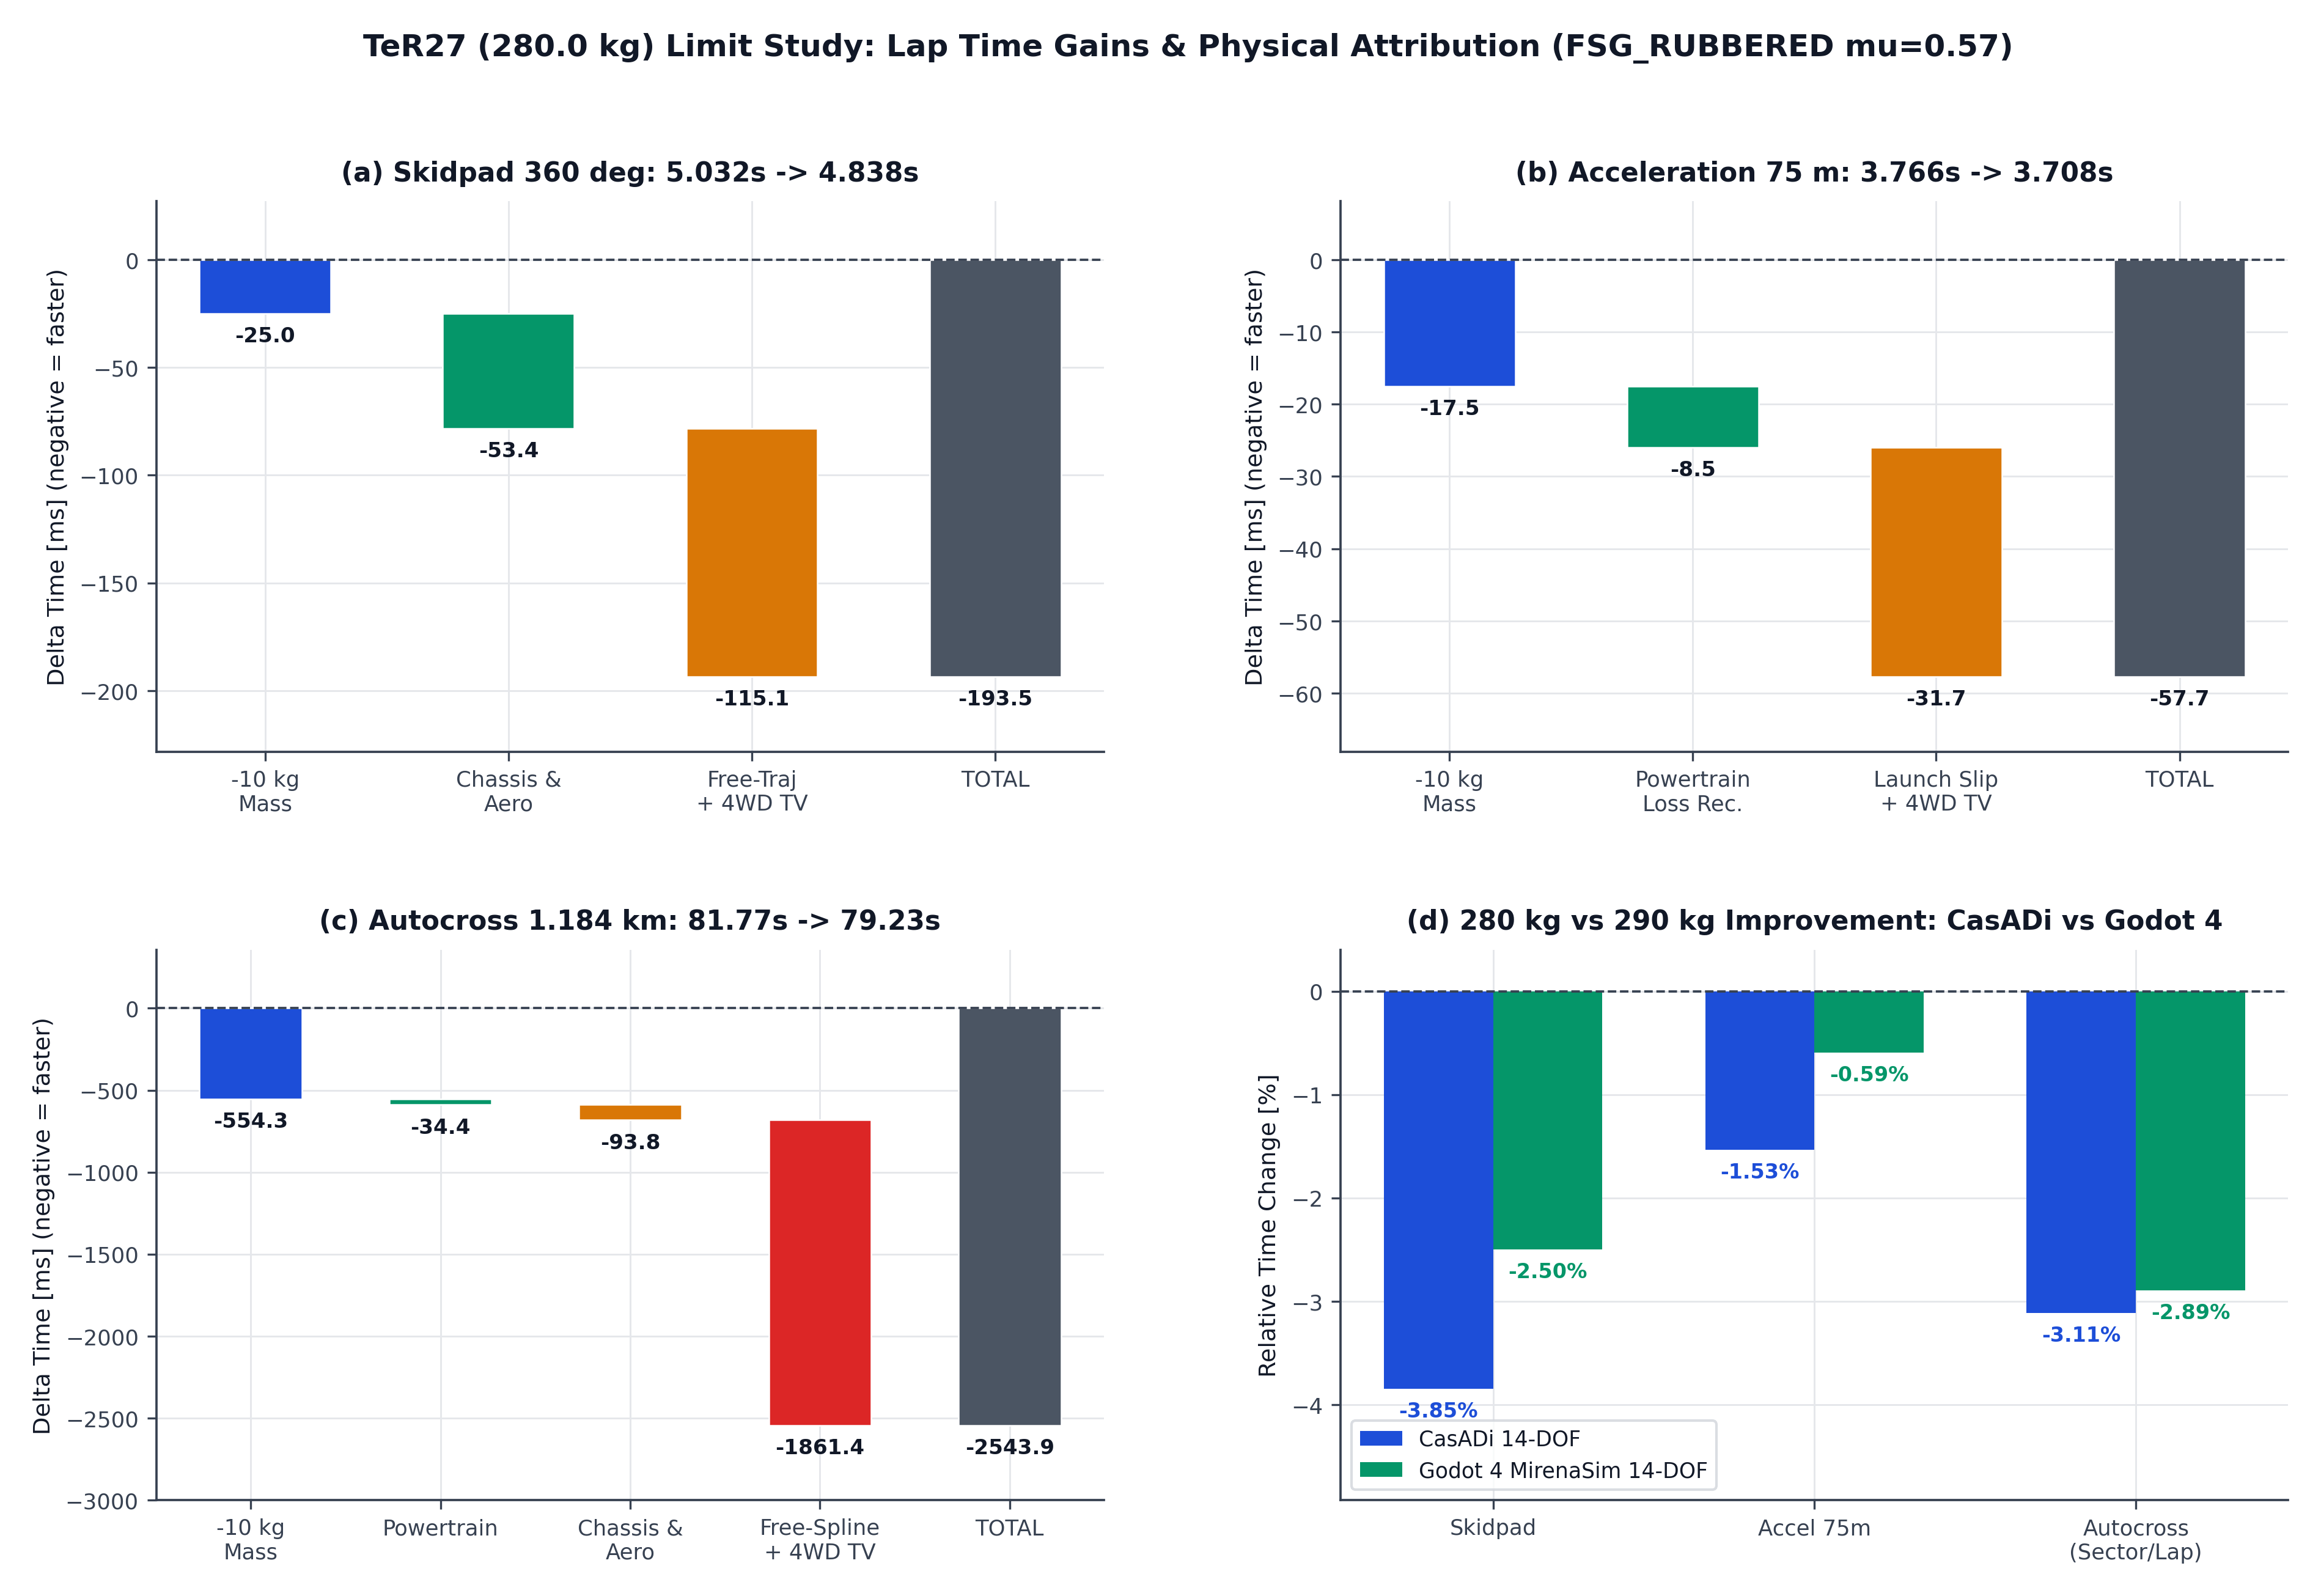 TeR27 (280.0 kg) Limit Study: Lap Time Gains & Physical Attribution (FSG_RUBBERED mu=0.57)
(a) Skidpad 360 deg: 5.032s -> 4.838s
Delta Time [ms] (negative = faster)
0
−50
−100
−150
−200
-25.0
-53.4
-115.1
-193.5
-10 kg
Mass
Chassis &
Aero
Free-Traj
+ 4WD TV
TOTAL
(b) Acceleration 75 m: 3.766s -> 3.708s
Delta Time [ms] (negative = faster)
0
−10
−20
−30
−40
−50
−60
-17.5
-8.5
-31.7
-57.7
-10 kg
Mass
Powertrain
Loss Rec.
Launch Slip
+ 4WD TV
TOTAL
(c) Autocross 1.184 km: 81.77s -> 79.23s
Delta Time [ms] (negative = faster)
0
−500
−1000
−1500
−2000
−2500
−3000
-554.3
-34.4
-93.8
-1861.4
-2543.9
-10 kg
Mass
Powertrain
Chassis &
Aero
Free-Spline
+ 4WD TV
TOTAL
(d) 280 kg vs 290 kg Improvement: CasADi vs Godot 4
Relative Time Change [%]
0
−1
−2
−3
−4
-3.85%
-2.50%
-1.53%
-0.59%
-3.11%
-2.89%
CasADi 14-DOF
Godot 4 MirenaSim 14-DOF
Skidpad
Accel 75m
Autocross
(Sector/Lap)